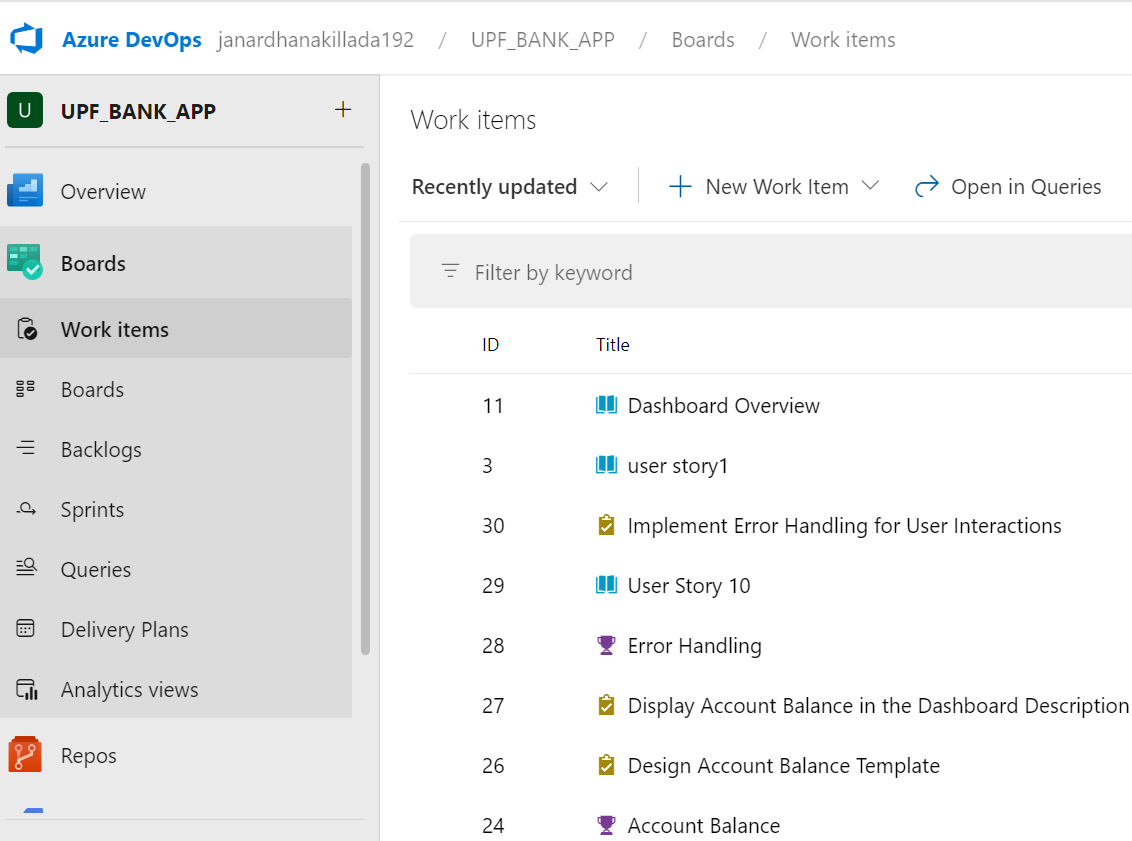 Azure DevOps janardhanakillada192 / UPF_BANK_APP / Boards / Work items
U UPF_BANK_APP +
Overview
Boards
Work items
Boards
Backlogs
Sprints
Queries
Delivery Plans
Analytics views
Repos
Work items
Recently updated New Work Item Open in Queries
Filter by keyword
ID Title
11 Dashboard Overview
3 user story1
30 Implement Error Handling for User Interactions
29 User Story 10
28 Error Handling
27 Display Account Balance in the Dashboard Description
26 Design Account Balance Template
24 Account Balance